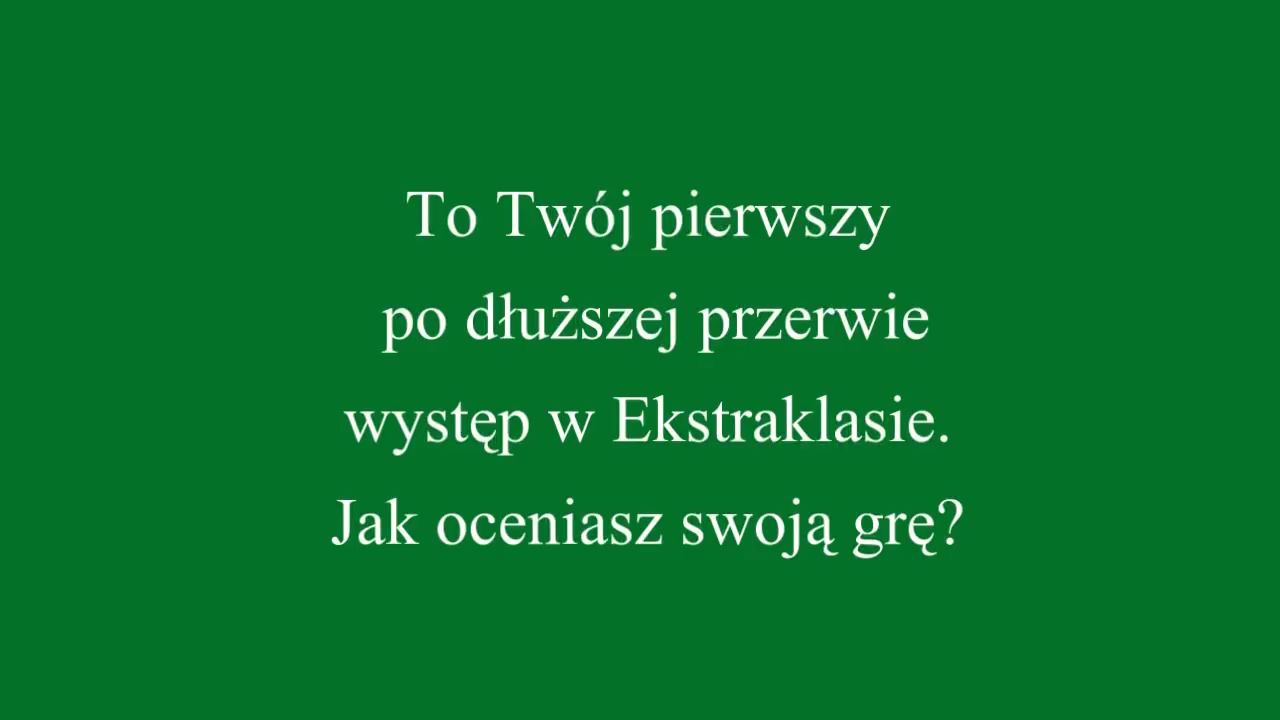 To Twój pierwszy
po dłuższej przerwie
występ w Ekstraklasie.
Jak oceniasz swoją grę?